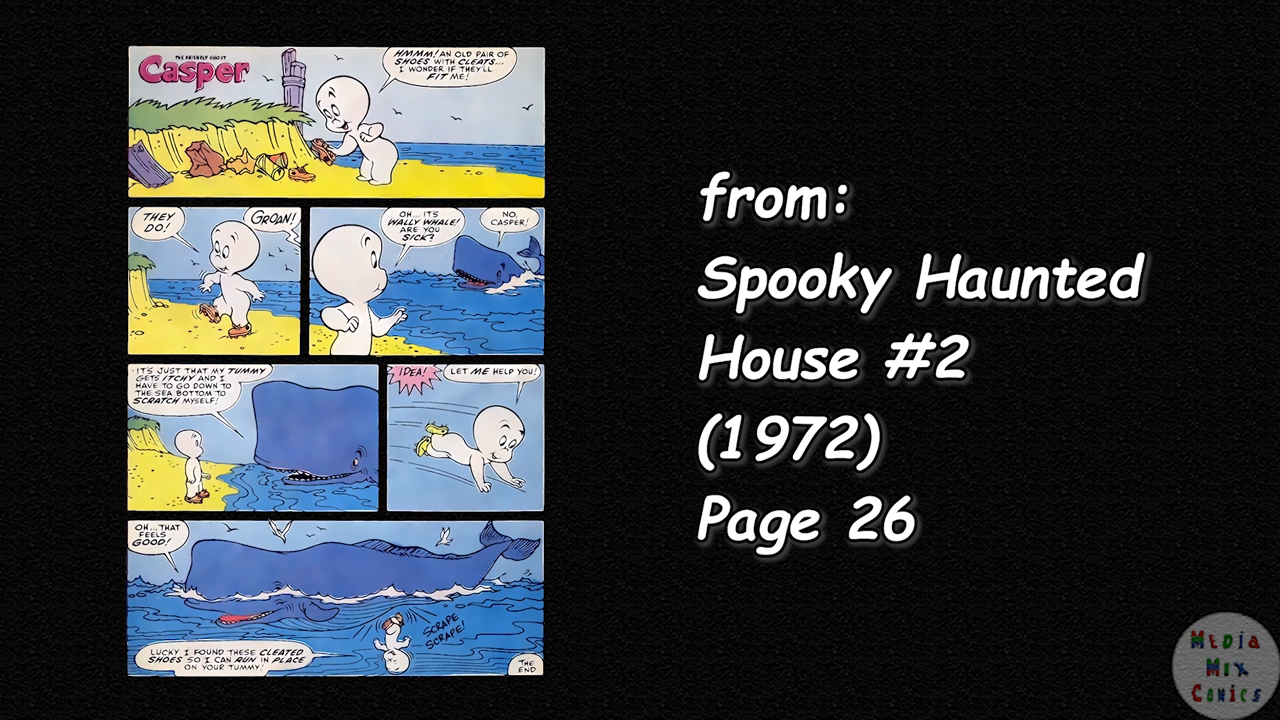 THE FRIENDLY GHOST
Casper
HMMM! AN OLD PAIR OF
SHOES WITH CLEATS...
I WONDER IF THEY'LL
FIT ME!
THEY
DO!
GROAN!
OH... IT'S
WALLY WHALE!
ARE YOU
SICK?
NO,
CASPER!
IT'S JUST THAT MY TUMMY
GETS ITCHY AND I
HAVE TO GO DOWN TO
THE SEA BOTTOM TO
SCRATCH MYSELF!
IDEA!
LET ME HELP YOU!
OH... THAT
FEELS
GOOD!
SCRAPE
SCRAPE!
LUCKY I FOUND THESE CLEATED
SHOES SO I CAN RUN IN PLACE
ON YOUR TUMMY!
THE
END
from:
Spooky Haunted
House #2
(1972)
Page 26
MEDIA
MIX
COMICS